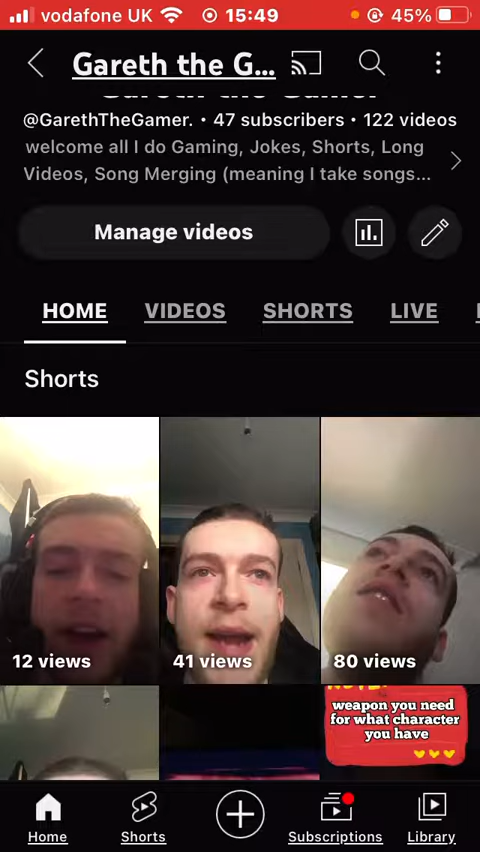 vodafone UK 15:49 45%
Gareth the G...
@GarethTheGamer. • 47 subscribers • 122 videos
welcome all I do Gaming, Jokes, Shorts, Long
Videos, Song Merging (meaning I take songs...
Manage videos
HOME VIDEOS SHORTS LIVE
Shorts
12 views 41 views 80 views
weapon you need
for what character
you have
Home Shorts Subscriptions Library